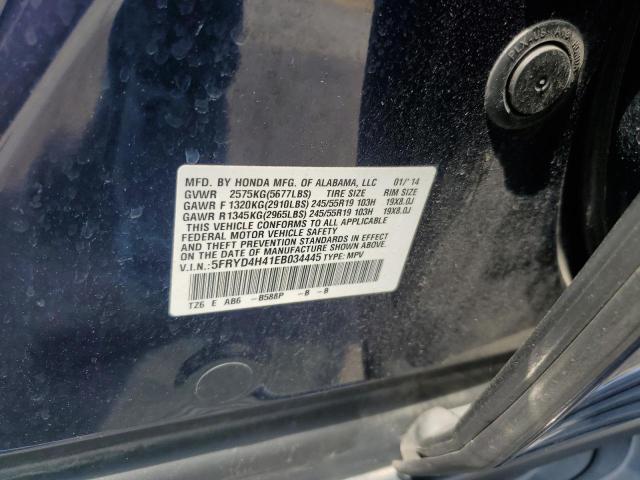 MFD. BY HONDA MFG. OF ALABAMA, LLC 01/'14
GVWR 2575KG(5677LBS) TIRE SIZE RIM SIZE
GAWR F 1320KG(2910LBS) 245/55R19 103H 19X8.0J
GAWR R1345KG(2965LBS) 245/55R19 103H 19X8.0J
THIS VEHICLE CONFORMS TO ALL APPLICABLE
FEDERAL MOTOR VEHICLE SAFETY
AND THEFT PREVENTION STANDARDS IN EFFECT
ON THE DATE OF MANUFACTURE SHOWN ABOVE.
V.I.N.:5FRYD4H41EB034445 TYPE: MPV
TZ6 E AB6 -B588P -B -B